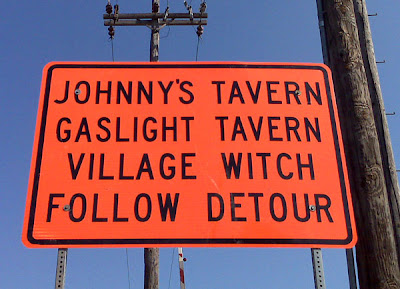 JOHNNY'S TAVERN
GASLIGHT TAVERN
VILLAGE WITCH
FOLLOW DETOUR